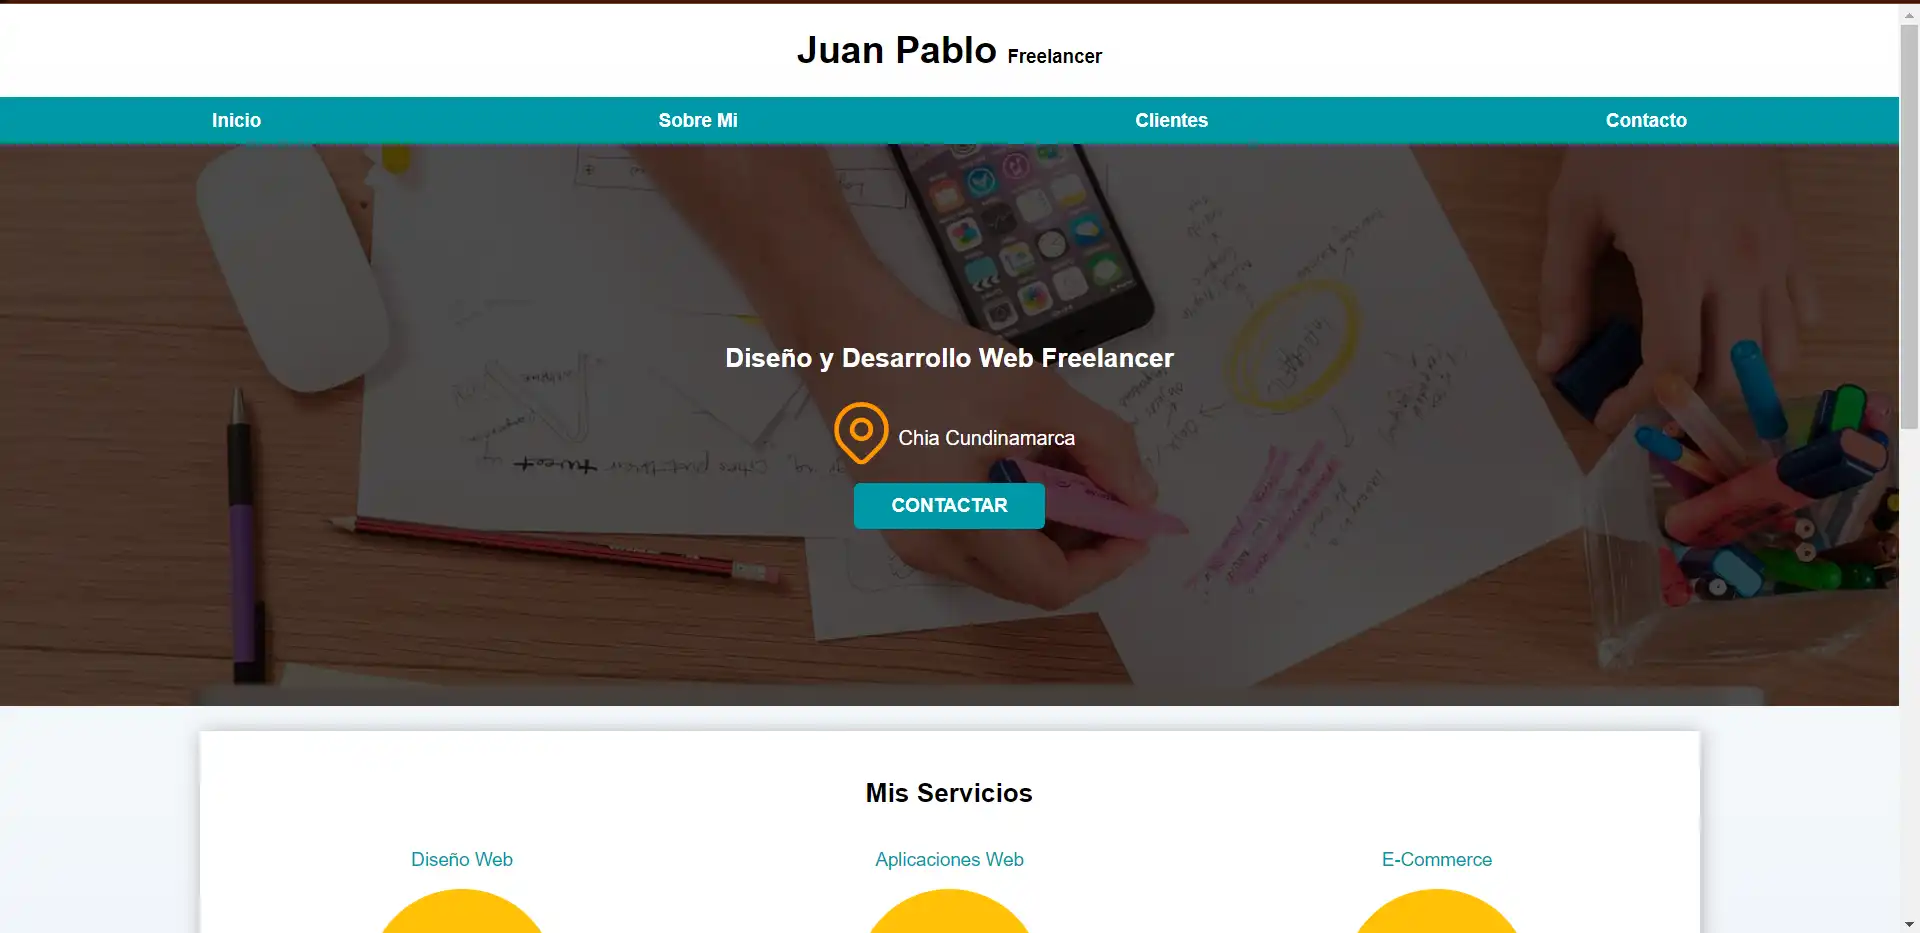 Juan Pablo Freelancer
Inicio Sobre Mi Clientes Contacto
Diseño y Desarrollo Web Freelancer
Chia Cundinamarca
CONTACTAR
Mis Servicios
Diseño Web Aplicaciones Web E-Commerce